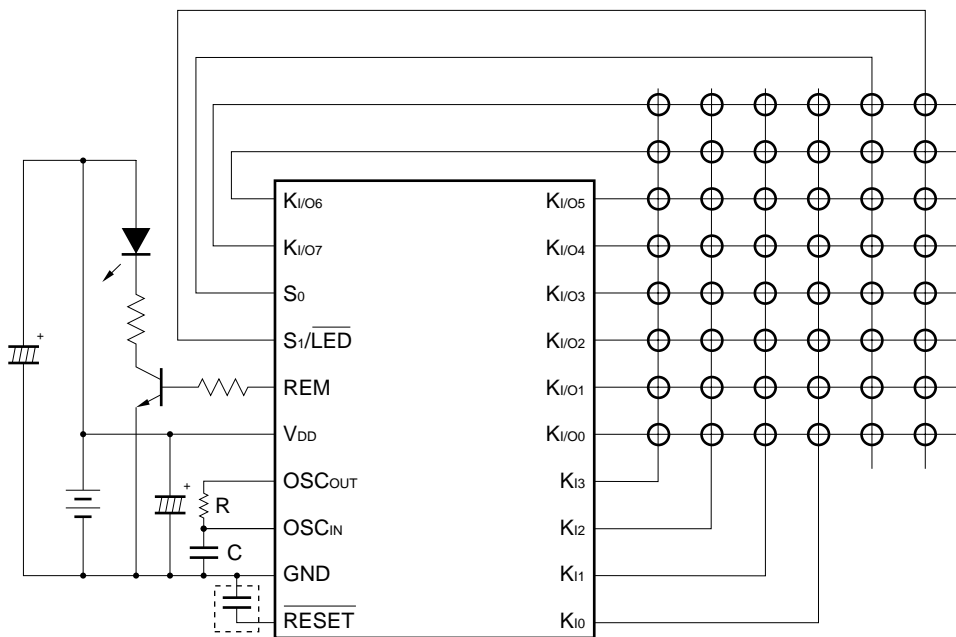 KI/O6 KI/O5
KI/O7 KI/O4
S0 KI/O3
+ S1/LED KI/O2
REM KI/O1
VDD KI/O0
+ OSCOUT KI3
R
OSCIN KI2
C
GND KI1
RESET KI0